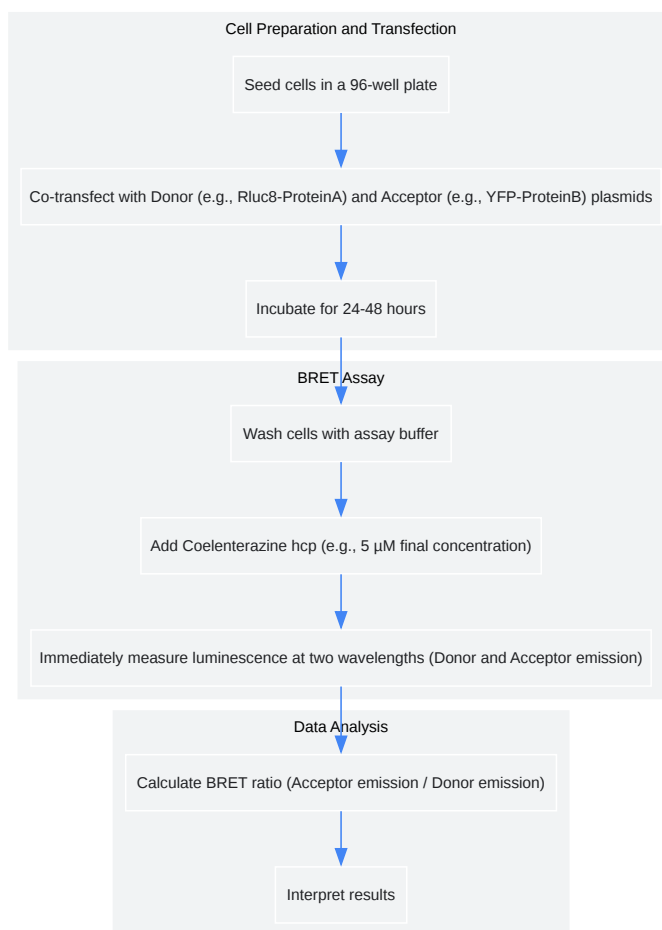 Cell Preparation and Transfection
Seed cells in a 96-well plate
Co-transfect with Donor (e.g., Rluc8-ProteinA) and Acceptor (e.g., YFP-ProteinB) plasmids
Incubate for 24-48 hours
BRET Assay
Wash cells with assay buffer
Add Coelenterazine hcp (e.g., 5 µM final concentration)
Immediately measure luminescence at two wavelengths (Donor and Acceptor emission)
Data Analysis
Calculate BRET ratio (Acceptor emission / Donor emission)
Interpret results